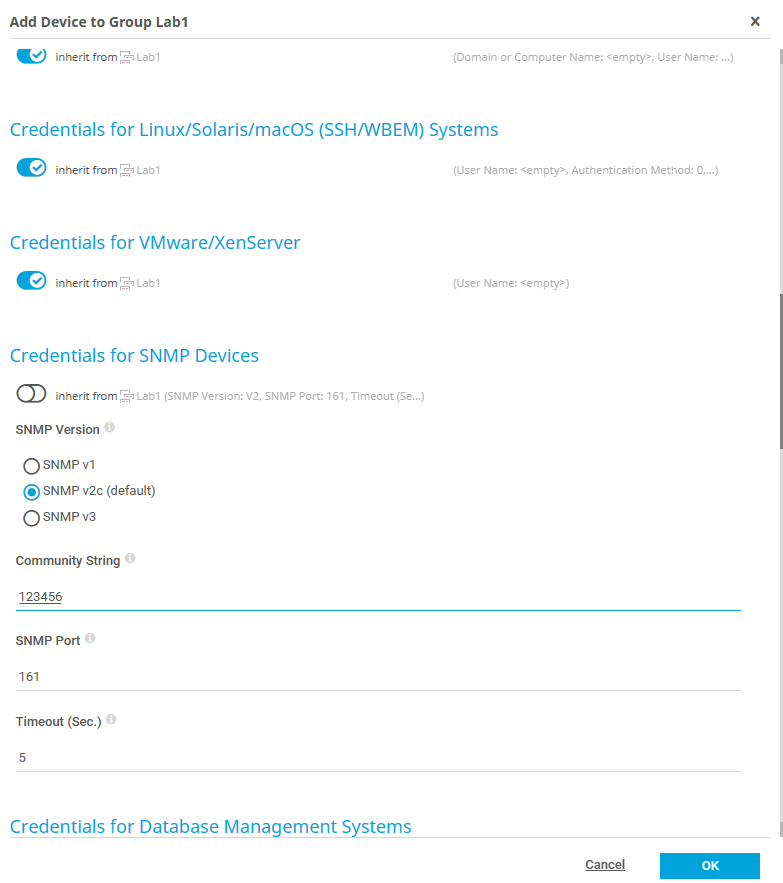 Add Device to Group Lab1
inherit from Lab1 (Domain or Computer Name: <empty>, User Name: ...)
Credentials for Linux/Solaris/macOS (SSH/WBEM) Systems
inherit from Lab1 (User Name: <empty>, Authentication Method: 0,...)
Credentials for VMware/XenServer
inherit from Lab1 (User Name: <empty>)
Credentials for SNMP Devices
inherit from Lab1 (SNMP Version: V2, SNMP Port: 161, Timeout (Se...)
SNMP Version
SNMP v1
SNMP v2c (default)
SNMP v3
Community String
123456
SNMP Port
161
Timeout (Sec.)
5
Credentials for Database Management Systems
Cancel OK